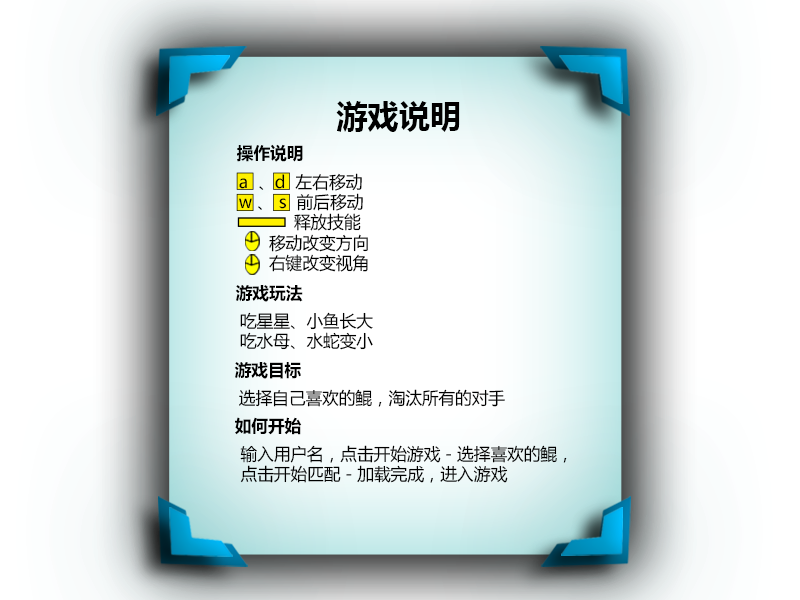 游戏说明
操作说明
a 、 d 左右移动
w 、 s 前后移动
释放技能
移动改变方向
右键改变视角
游戏玩法
吃星星、小鱼长大
吃水母、水蛇变小
游戏目标
选择自己喜欢的鲲，淘汰所有的对手
如何开始
输入用户名，点击开始游戏 - 选择喜欢的鲲，
点击开始匹配 - 加载完成，进入游戏